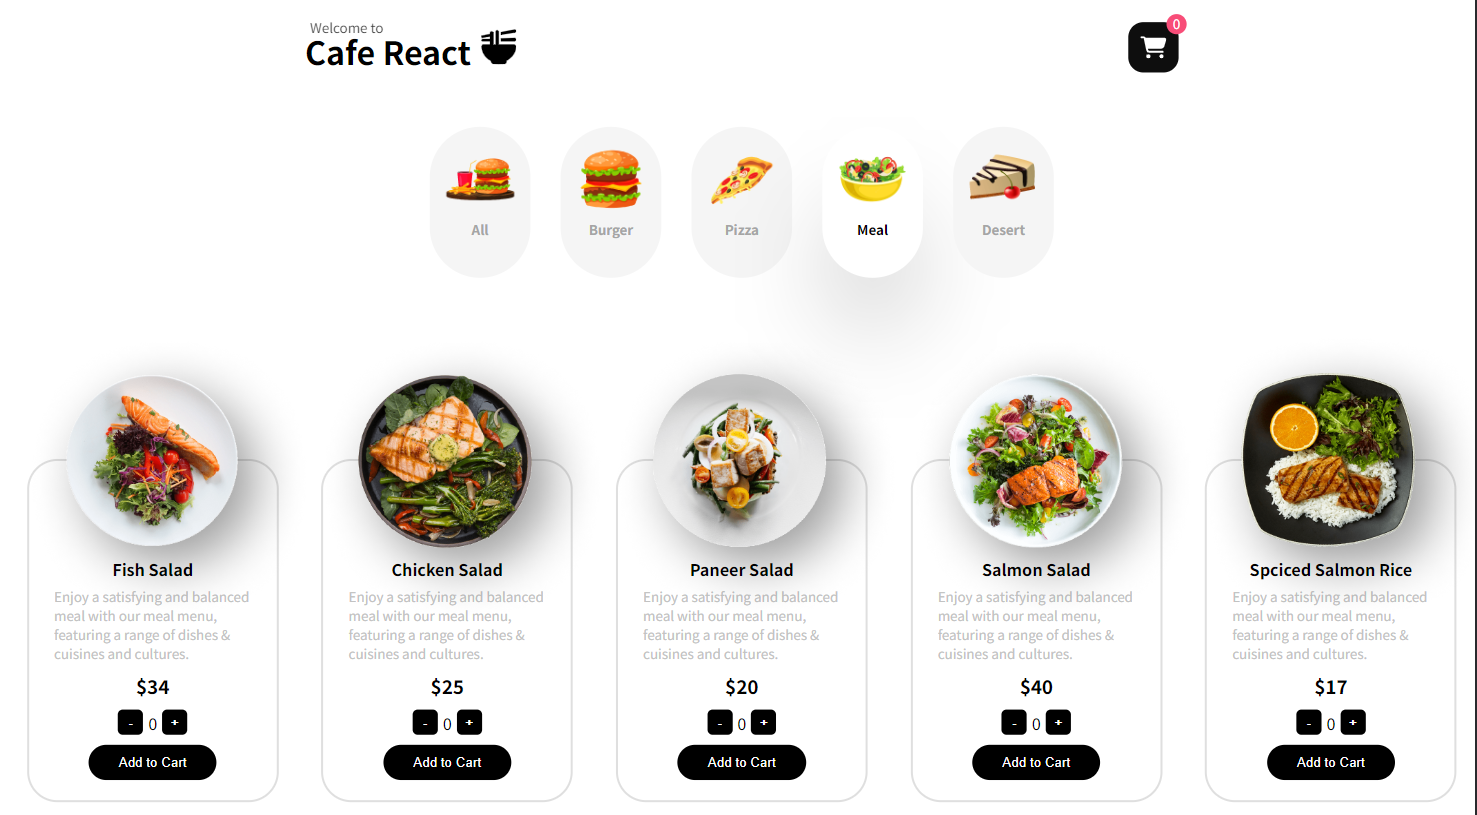 Welcome to
Cafe React
0
All
Burger
Pizza
Meal
Desert
Fish Salad
Enjoy a satisfying and balanced
meal with our meal menu,
featuring a range of dishes &
cuisines and cultures.
$34
- 0 +
Add to Cart
Chicken Salad
Enjoy a satisfying and balanced
meal with our meal menu,
featuring a range of dishes &
cuisines and cultures.
$25
- 0 +
Add to Cart
Paneer Salad
Enjoy a satisfying and balanced
meal with our meal menu,
featuring a range of dishes &
cuisines and cultures.
$20
- 0 +
Add to Cart
Salmon Salad
Enjoy a satisfying and balanced
meal with our meal menu,
featuring a range of dishes &
cuisines and cultures.
$40
- 0 +
Add to Cart
Spciced Salmon Rice
Enjoy a satisfying and balanced
meal with our meal menu,
featuring a range of dishes &
cuisines and cultures.
$17
- 0 +
Add to Cart